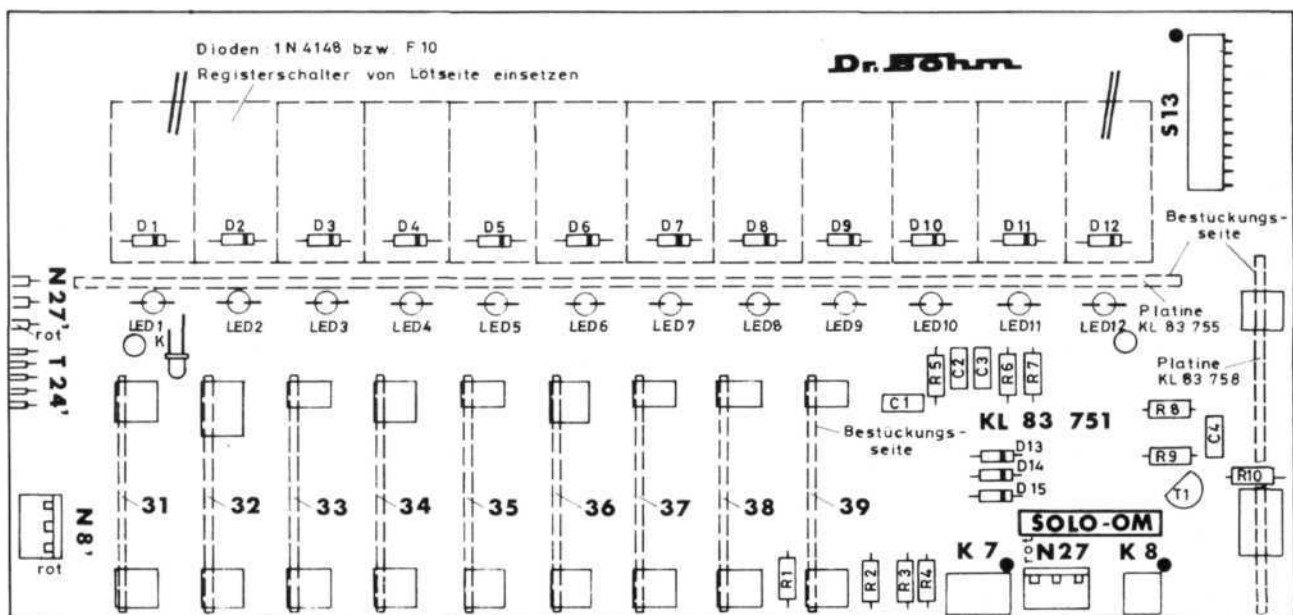 Dioden: 1N 4148 bzw. F 10
Registerschalter von Lötseite einsetzen
Dr. Böhm
S13
D1 D2 D3 D4 D5 D6 D7 D8 D9 D10 D11 D12
Bestückungs-
seite
N27'
rot
LED1 LED2 LED3 LED4 LED5 LED6 LED7 LED8 LED9 LED10 LED11 LED12
K
Platine
KL 83 755
T 24'
Platine
KL 83 758
R5 C2 C3 R6 R7
C1
KL 83 751
R8
C4
Bestückungs-
seite
D13
D14
D15
R9
R10
T1
31 32 33 34 35 36 37 38 39
N8'
rot
SOLO-OM
K 7 rot N27 K 8
R1 R2 R3 R4